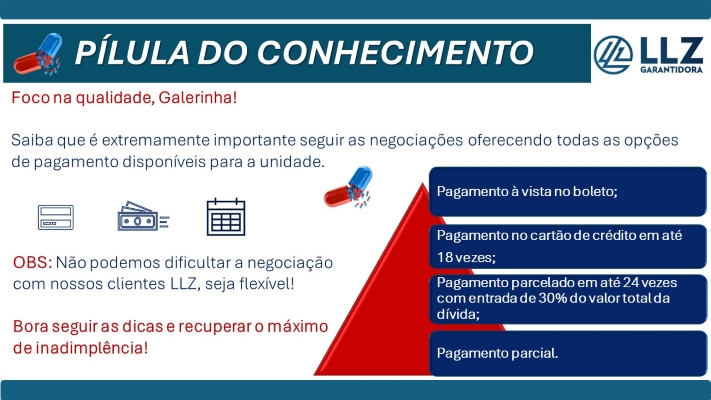 PÍLULA DO CONHECIMENTO
LLZ
GARANTIDORA
Foco na qualidade, Galerinha!
Saiba que é extremamente importante seguir as negociações oferecendo todas as opções
de pagamento disponíveis para a unidade.
Pagamento à vista no boleto;
Pagamento no cartão de crédito em até
18 vezes;
Pagamento parcelado em até 24 vezes
com entrada de 30% do valor total da
dívida;
Pagamento parcial.
OBS: Não podemos dificultar a negociação
com nossos clientes LLZ, seja flexível!
Bora seguir as dicas e recuperar o máximo
de inadimplência!